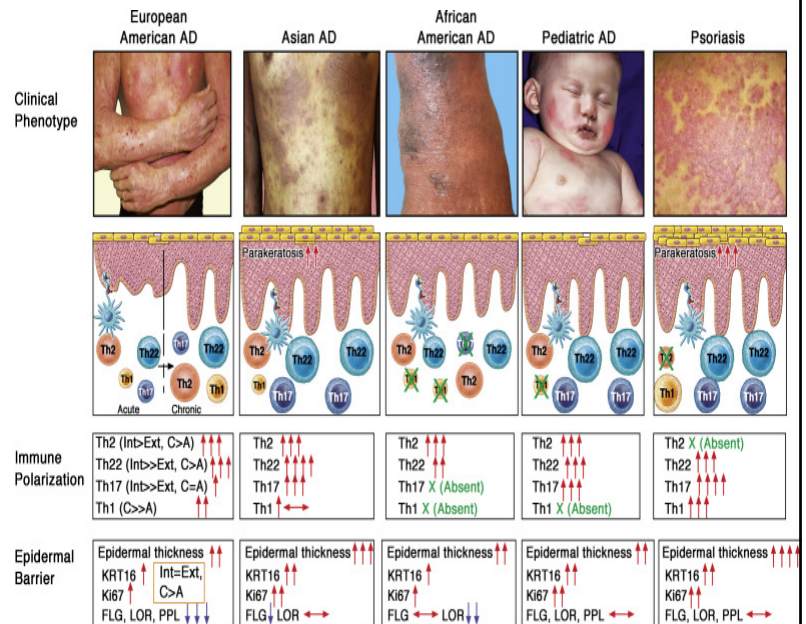 European American AD
Asian AD
African American AD
Pediatric AD
Psoriasis
Clinical Phenotype
Th2
Th22
Th1
Th17
Acute
Th17
Th22
Th2
Th1
Chronic
Parakeratosis
Th2
Th22
Th22
Th1
Th17
Th2
Th22
Th22
Th1
Th1
Th2
Th2
Th22
Th22
Th1
Th17
Th17
Parakeratosis
Th2
Th22
Th22
Th1
Th17
Th17
Immune Polarization
Th2 (Int>Ext, C>A) ↑↑↑
Th22 (Int>>Ext, C>A) ↑↑↑
Th17 (Int>>Ext, C=A) ↑
Th1 (C>>A) ↑↑
Th2 ↑↑↑
Th22 ↑↑↑↑
Th17 ↑↑↑
Th1 ↑ ↔
Th2 ↑↑↑
Th22 ↑↑
Th17 X (Absent)
Th1 X (Absent)
Th2 ↑↑↑
Th22 ↑↑↑
Th17 ↑↑↑
Th1 X (Absent)
Th2 X (Absent)
Th22 ↑↑↑
Th17 ↑↑↑↑
Th1 ↑↑↑
Epidermal Barrier
Epidermal thickness ↑↑
KRT16 ↑
Ki67 ↑
Int=Ext,
C>A
FLG, LOR, PPL ↓↓↓
Epidermal thickness ↑↑↑
KRT16 ↑↑
Ki67 ↑↑
FLG ↓ LOR ↔
Epidermal thickness ↑↑
KRT16 ↑
Ki67 ↑
FLG ↔ LOR ↓↓
Epidermal thickness ↑↑
KRT16 ↑↑
Ki67 ↑↑
FLG, LOR, PPL ↔
Epidermal thickness ↑↑↑↑
KRT16 ↑↑
Ki67 ↑↑
FLG, LOR, PPL ↔